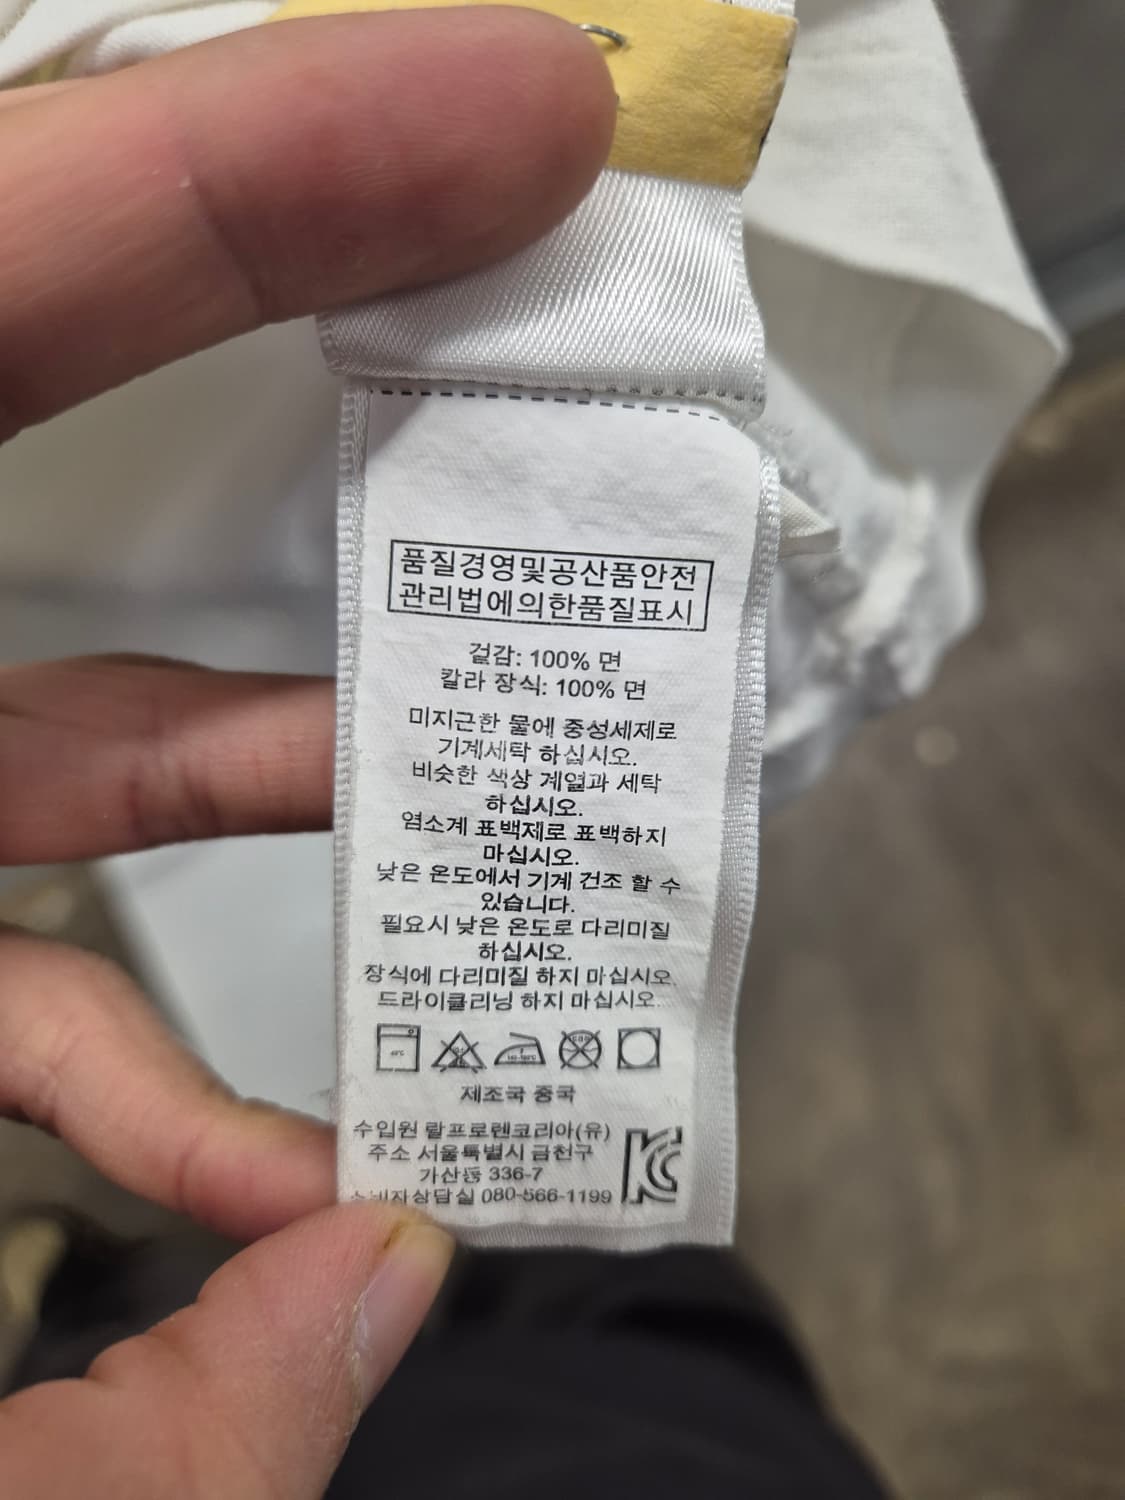 품질경영및공산품안전
관리법에의한품질표시
겉감: 100% 면
칼라 장식: 100% 면
미지근한 물에 중성세제로
기계세탁 하십시오.
비슷한 색상 계열과 세탁
하십시오.
염소계 표백제로 표백하지
마십시오.
낮은 온도에서 기계 건조 할 수
있습니다.
필요시 낮은 온도로 다리미질
하십시오.
장식에 다리미질 하지 마십시오.
드라이클리닝 하지 마십시오.
제조국 중국
수입원 랄프로렌코리아(유)
주소 서울특별시 금천구
가산동 336-7
소비자상담실 080-566-1199
KC